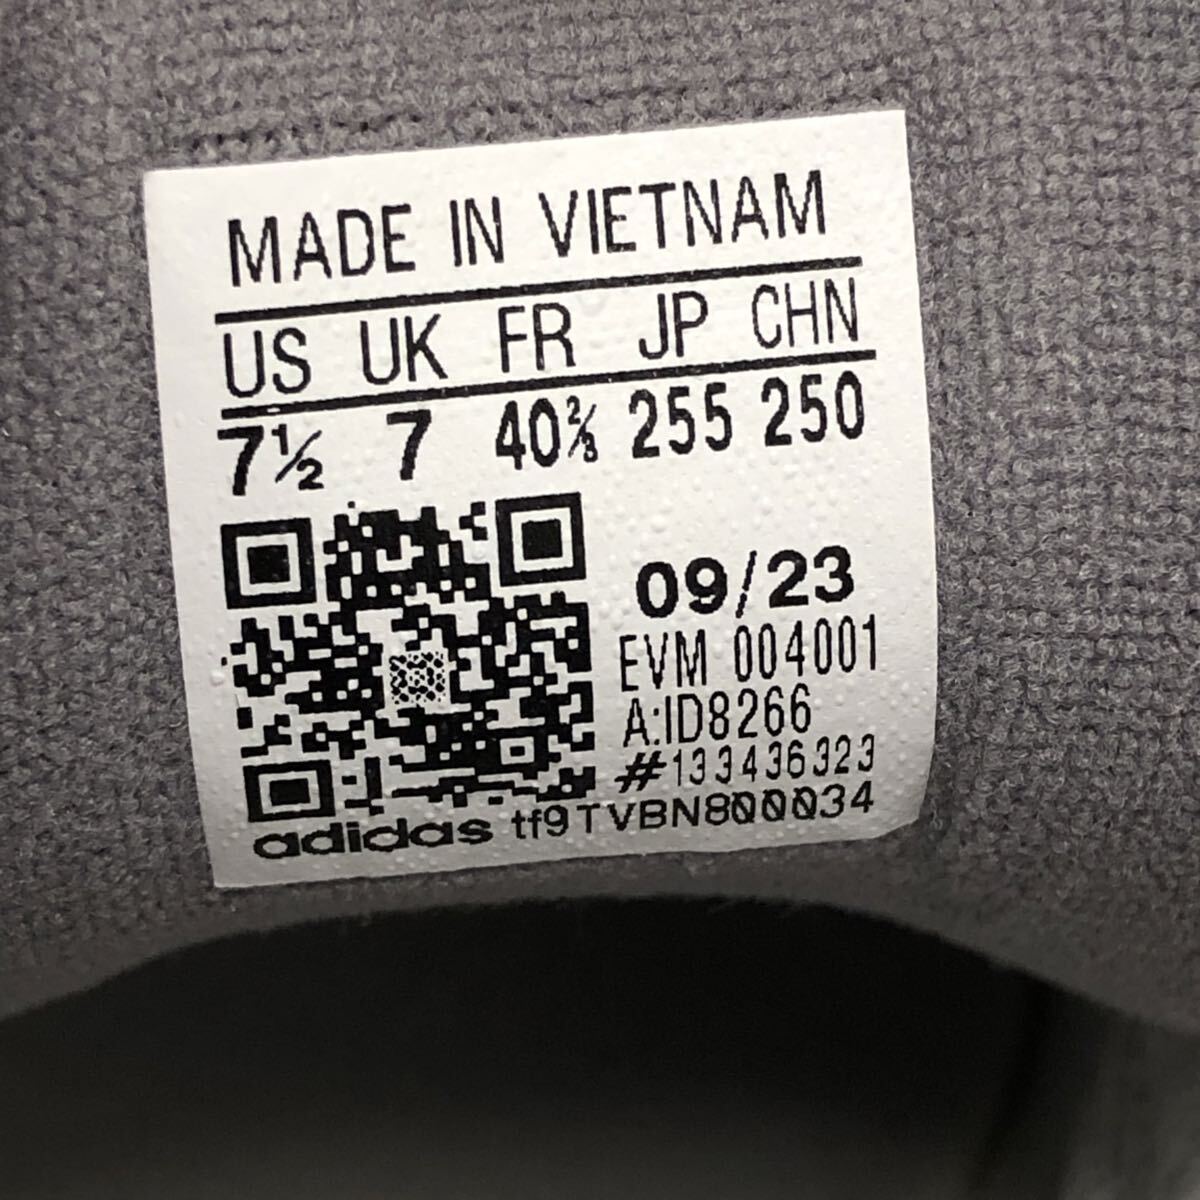 MADE IN VIETNAM
US UK FR JP CHN
7½ 7 40⅔ 255 250
09/23
EVM 004001
A:ID8266
#133436323
adidas tf9TVBN800034